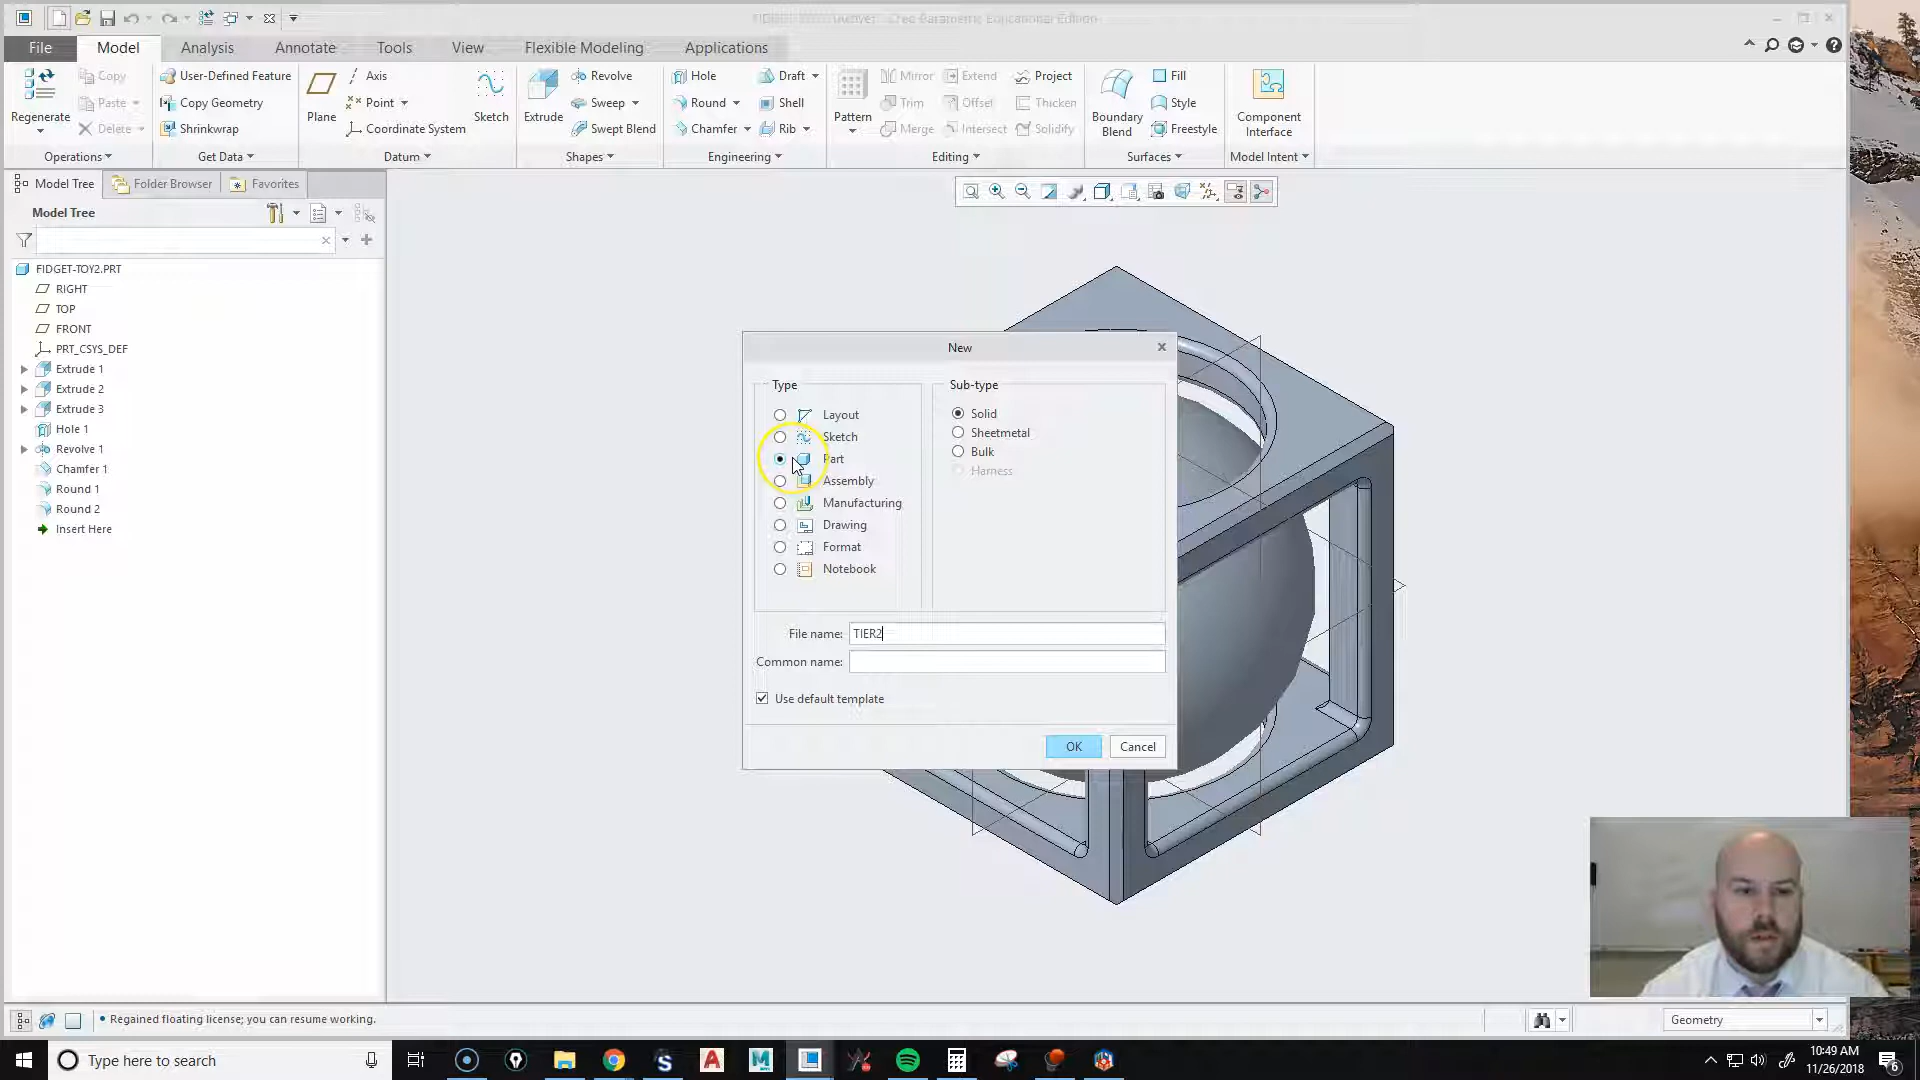 File Model Analysis Annotate Tools View Flexible Modeling Applications
Regenerate
Copy
Paste
Delete
Operations
User-Defined Feature
Copy Geometry
Shrinkwrap
Get Data
Plane
Axis
Point
Coordinate System
Sketch
Datum
Extrude
Revolve
Sweep
Swept Blend
Shapes
Hole
Round
Chamfer
Draft
Shell
Rib
Engineering
Pattern
Mirror
Trim
Merge
Extend
Offset
Intersect
Project
Thicken
Solidify
Editing
Boundary
Blend
Fill
Style
Freestyle
Surfaces
Component
Interface
Model Intent
Model Tree Folder Browser Favorites
Model Tree
FIDGET-TOY2.PRT
RIGHT
TOP
FRONT
PRT_CSYS_DEF
Extrude 1
Extrude 2
Extrude 3
Hole 1
Revolve 1
Chamfer 1
Round 1
Round 2
Insert Here
New
Type
Layout
Sketch
Part
Assembly
Manufacturing
Drawing
Format
Notebook
Sub-type
Solid
Sheetmetal
Bulk
Harness
File name: TIER2
Common name:
Use default template
OK Cancel
• Regained floating license; you can resume working.
Geometry
Type here to search
10:49 AM
11/26/2018
6